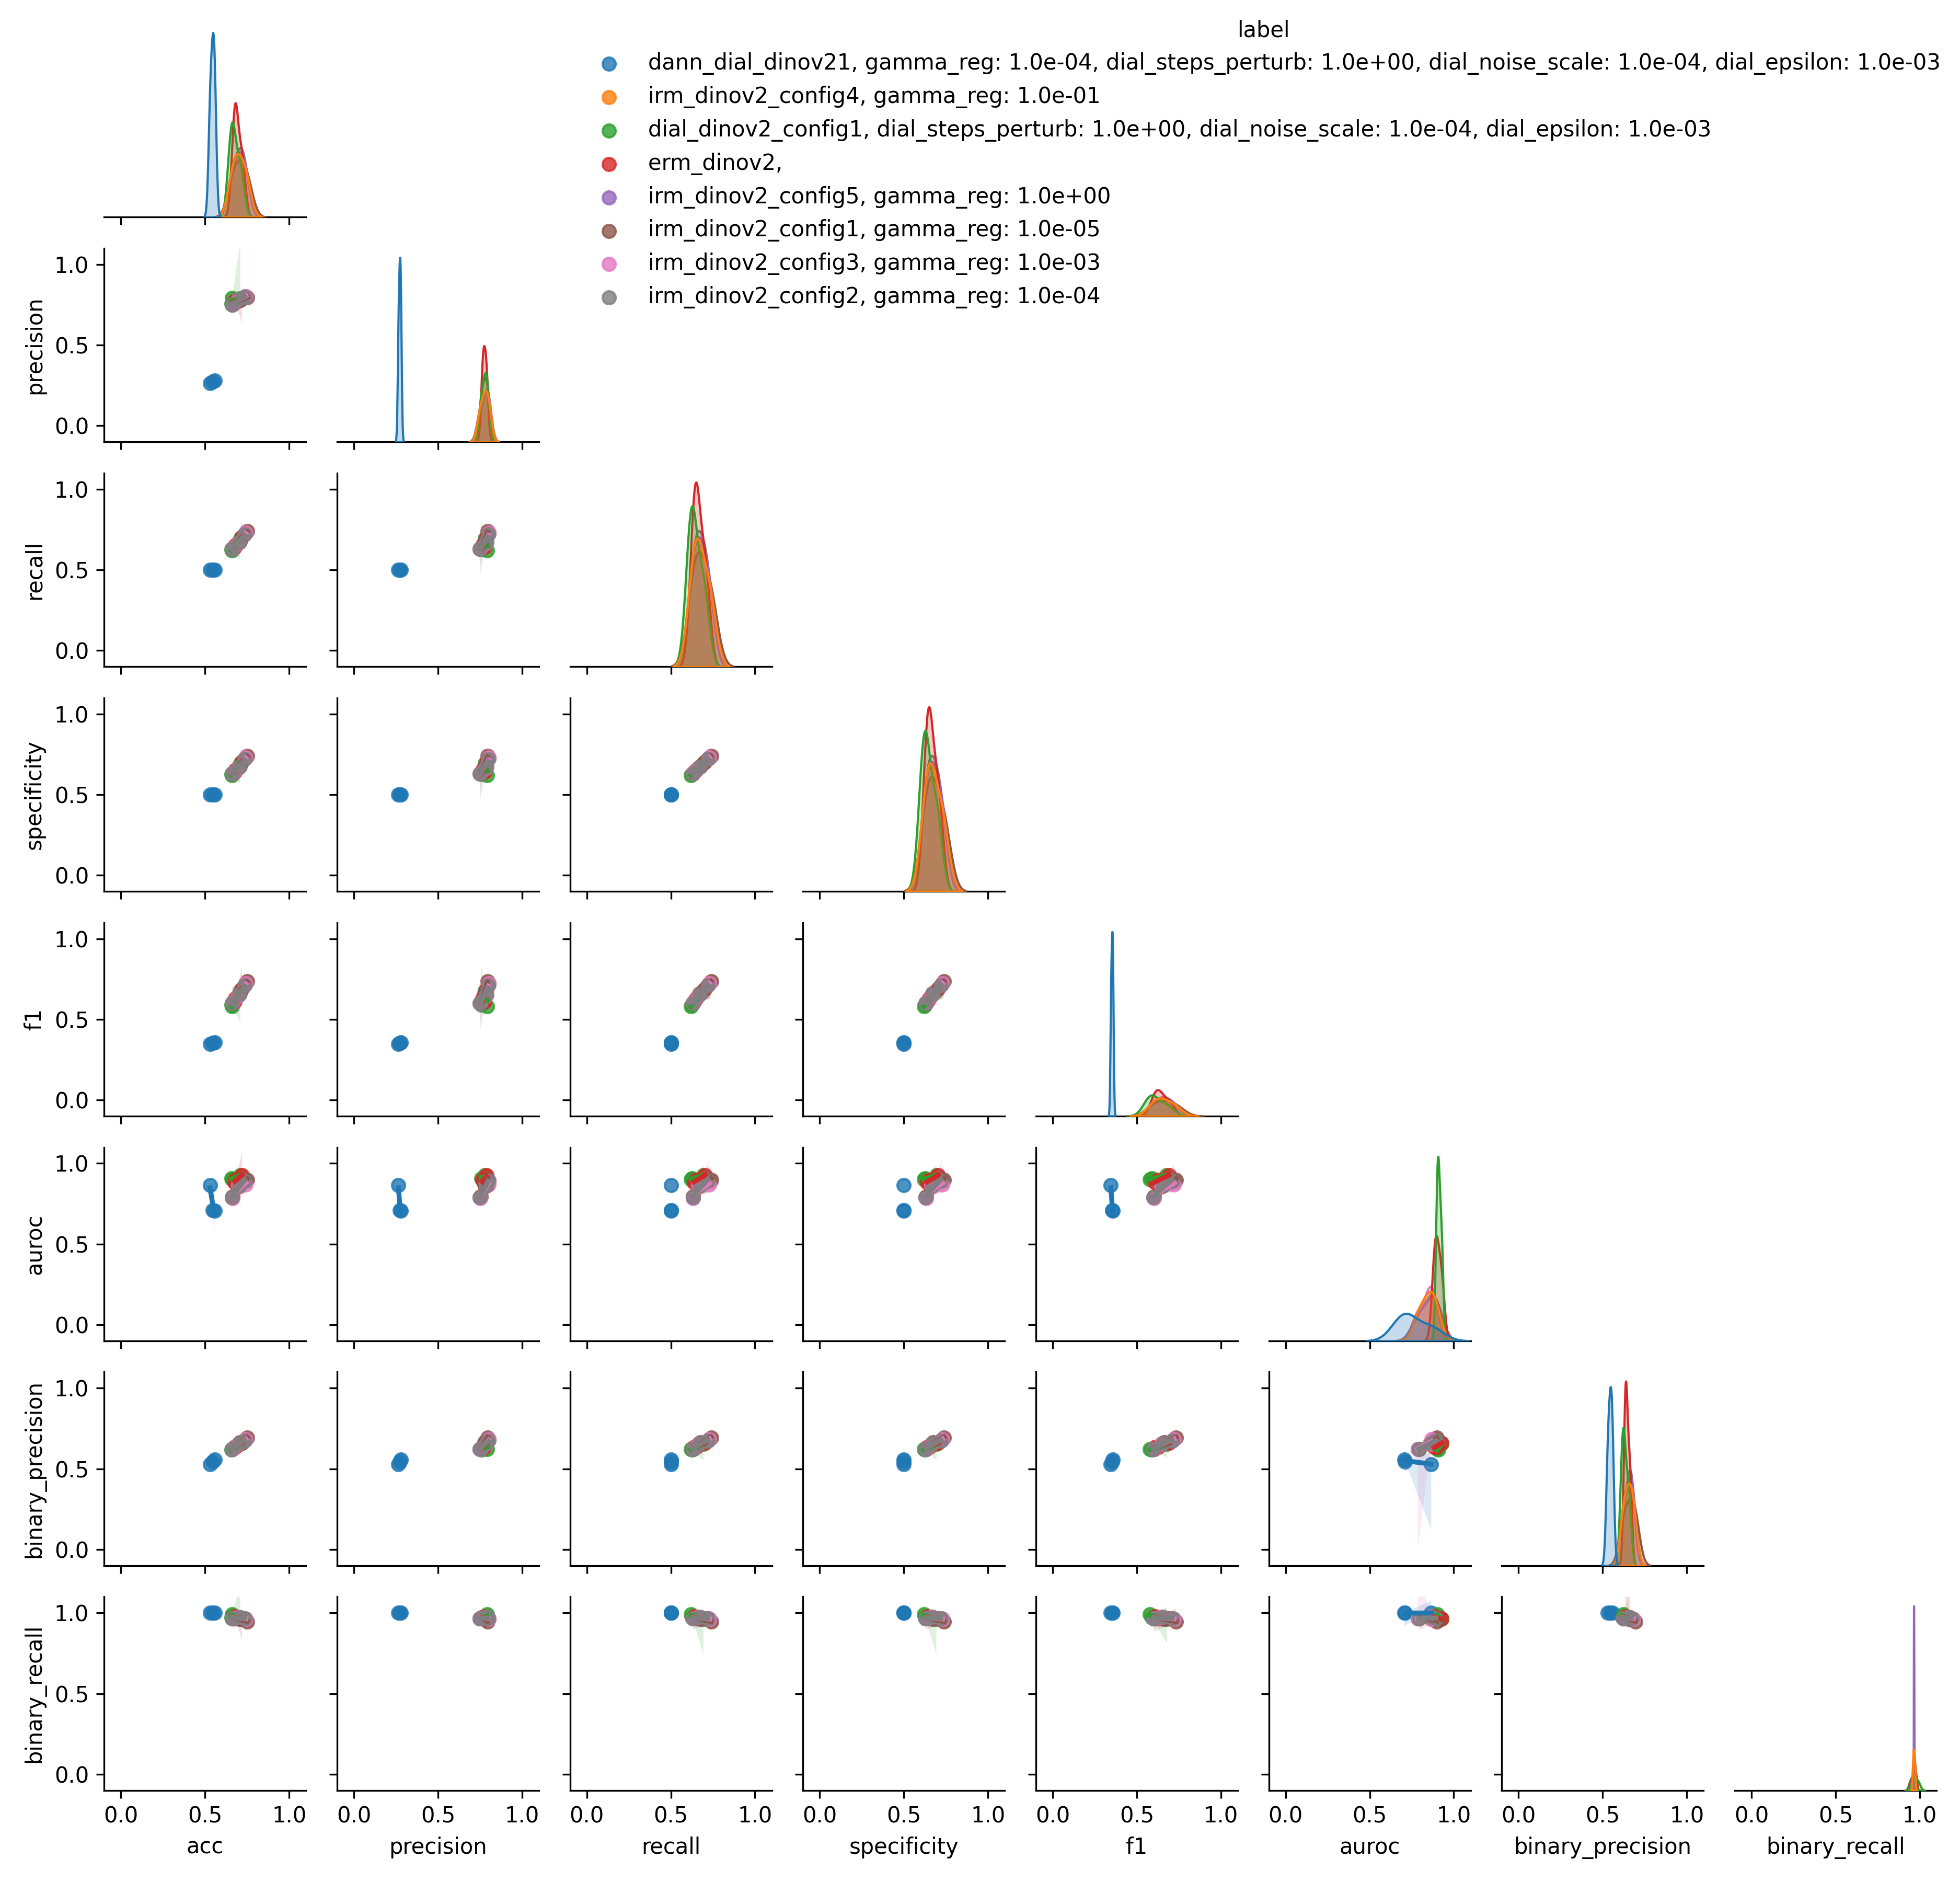 label
dann_dial_dinov21, gamma_reg: 1.0e-04, dial_steps_perturb: 1.0e+00, dial_noise_scale: 1.0e-04, dial_epsilon: 1.0e-03
irm_dinov2_config4, gamma_reg: 1.0e-01
dial_dinov2_config1, dial_steps_perturb: 1.0e+00, dial_noise_scale: 1.0e-04, dial_epsilon: 1.0e-03
erm_dinov2,
irm_dinov2_config5, gamma_reg: 1.0e+00
irm_dinov2_config1, gamma_reg: 1.0e-05
irm_dinov2_config3, gamma_reg: 1.0e-03
irm_dinov2_config2, gamma_reg: 1.0e-04
1.0
0.5
0.0
precision
1.0
0.5
0.0
recall
1.0
0.5
0.0
specificity
1.0
0.5
0.0
f1
1.0
0.5
0.0
auroc
1.0
0.5
0.0
binary_precision
1.0
0.5
0.0
binary_recall
0.0 0.5 1.0 0.0 0.5 1.0 0.0 0.5 1.0 0.0 0.5 1.0 0.0 0.5 1.0 0.0 0.5 1.0 0.0 0.5 1.0 0.0 0.5 1.0
acc precision recall specificity f1 auroc binary_precision binary_recall